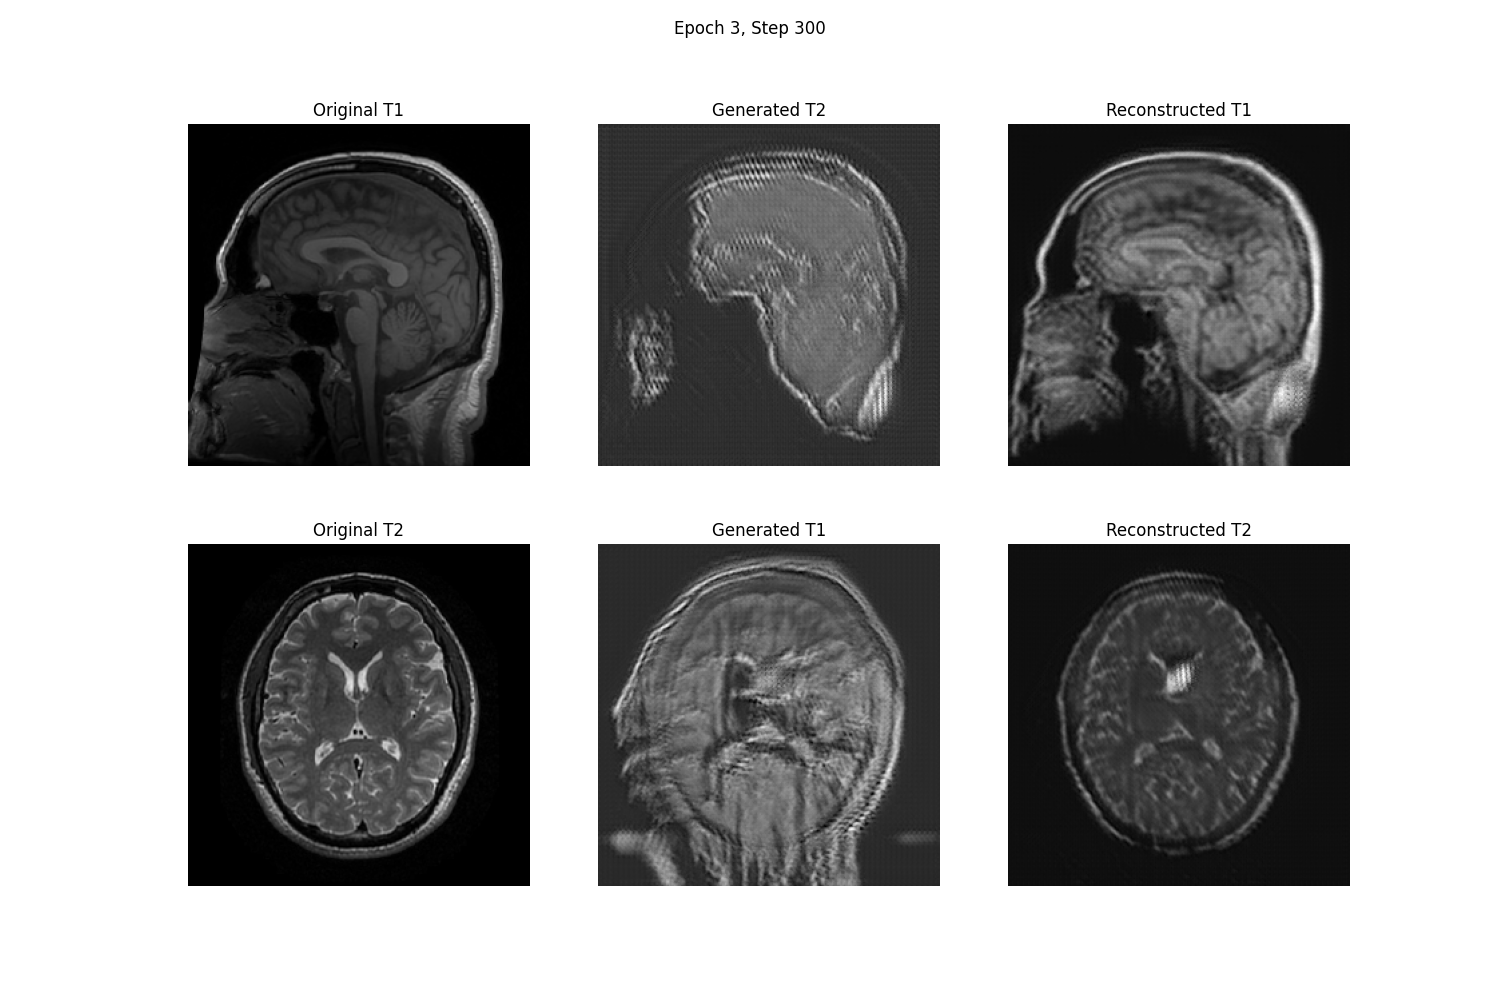 Epoch 3, Step 300
Original T1
Generated T2
Reconstructed T1
Original T2
Generated T1
Reconstructed T2